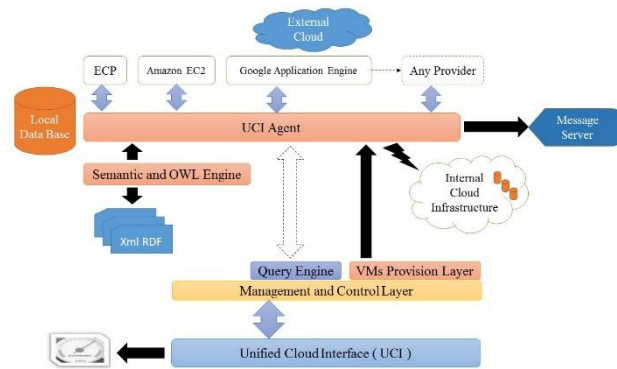 External
Cloud
ECP
Amazon EC2
Google Application Engine
Any Provider
Local
Data Base
UCI Agent
Message
Server
Semantic and OWL Engine
Internal
Cloud
Infrastructure
Xml RDF
Query Engine
VMs Provision Layer
Management and Control Layer
Unified Cloud Interface ( UCI )